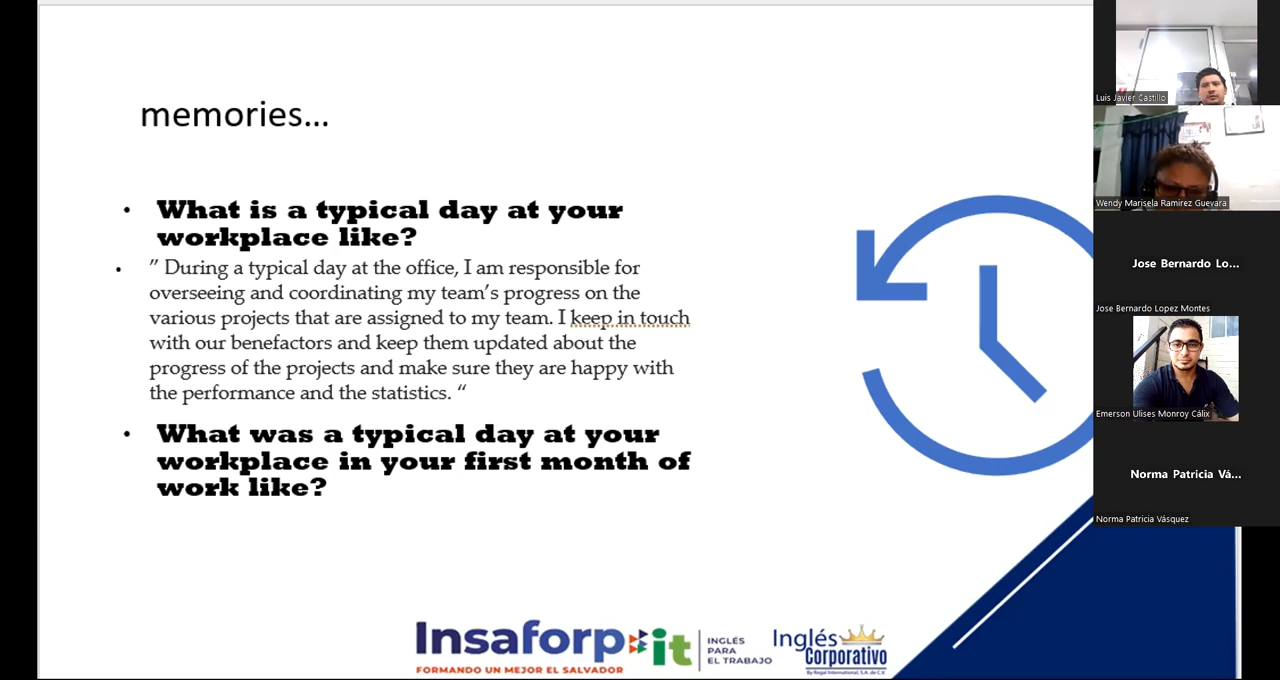 memories...
• What is a typical day at your
workplace like?
• ” During a typical day at the office, I am responsible for
overseeing and coordinating my team’s progress on the
various projects that are assigned to my team. I keep in touch
with our benefactors and keep them updated about the
progress of the projects and make sure they are happy with
the performance and the statistics. “
• What was a typical day at your
workplace in your first month of
work like?
Insaforp
FORMANDO UN MEJOR EL SALVADOR
it
INGLÉS
PARA
EL TRABAJO
Inglés
Corporativo
By Regal International, S.A. de C.V.
Luis Javier Castillo
Wendy Marisela Ramirez Guevara
Jose Bernardo Lo...
Jose Bernardo Lopez Montes
Emerson Ulises Monroy Cálix
Norma Patricia Vá...
Norma Patricia Vásquez